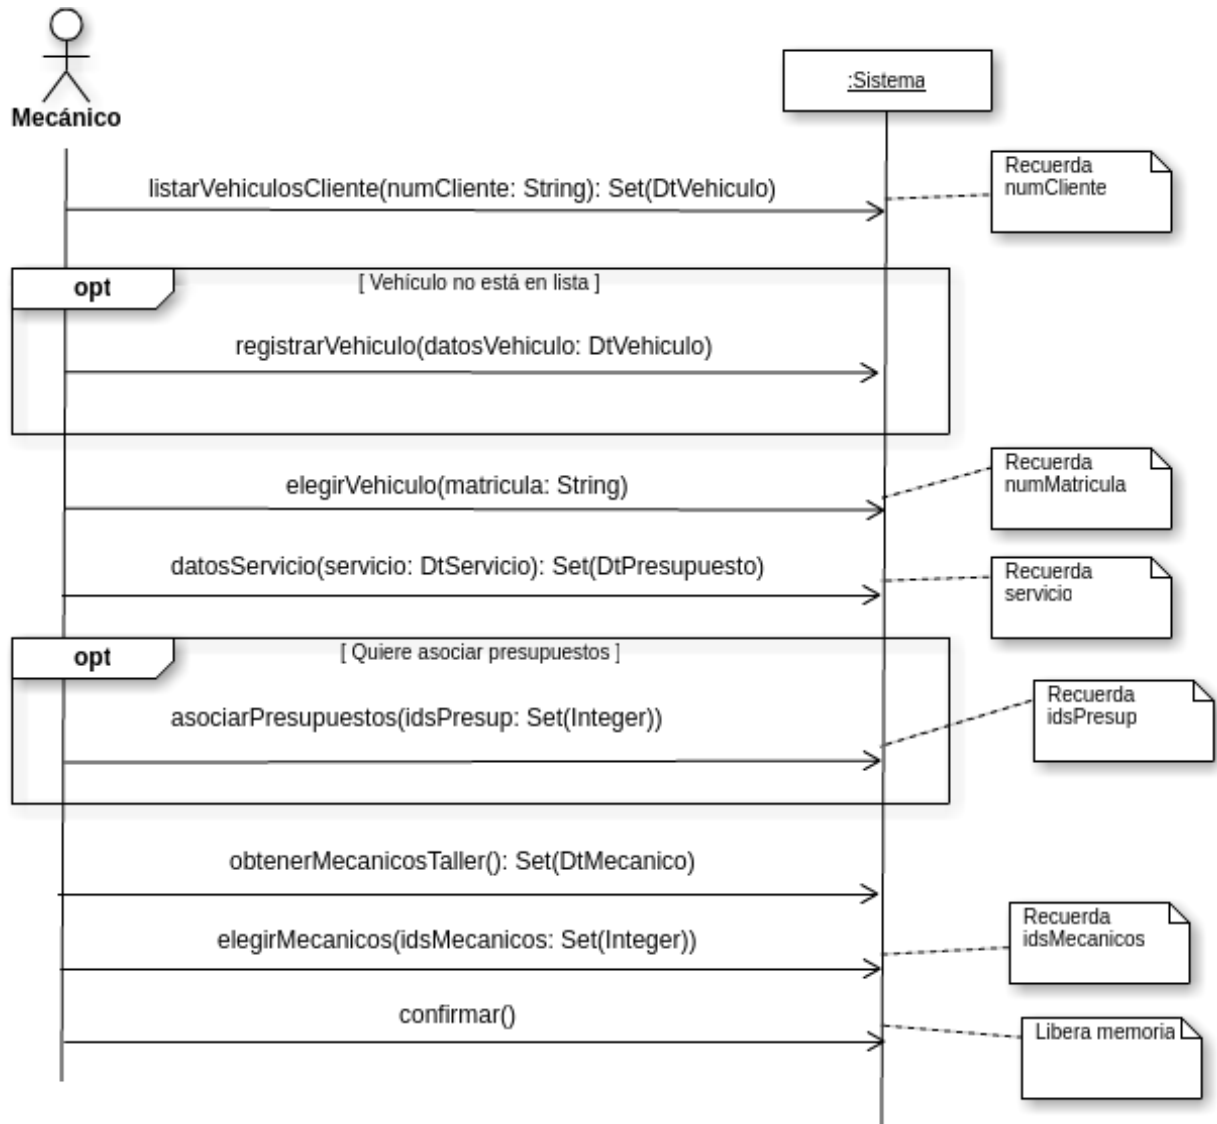 Mecánico
:Sistema
listarVehiculosCliente(numCliente: String): Set(DtVehiculo)
Recuerda
numCliente
opt
[ Vehículo no está en lista ]
registrarVehiculo(datosVehiculo: DtVehiculo)
elegirVehiculo(matricula: String)
Recuerda
numMatricula
datosServicio(servicio: DtServicio): Set(DtPresupuesto)
Recuerda
servicio
opt
[ Quiere asociar presupuestos ]
asociarPresupuestos(idsPresup: Set(Integer))
Recuerda
idsPresup
obtenerMecanicosTaller(): Set(DtMecanico)
elegirMecanicos(idsMecanicos: Set(Integer))
Recuerda
idsMecanicos
confirmar()
Libera memoria